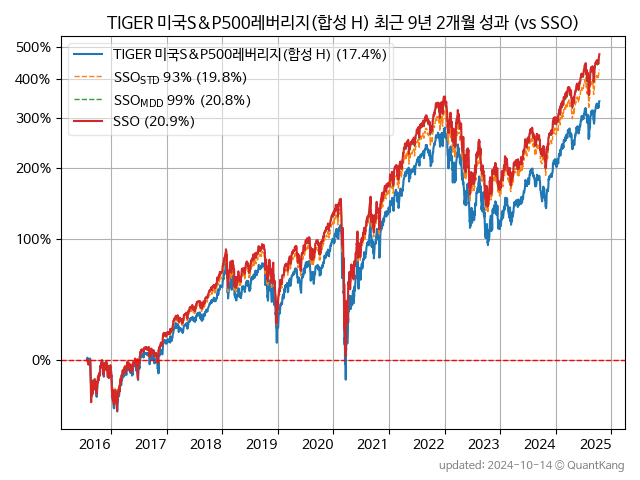 TIGER 미국S&P500레버리지(합성 H) 최근 9년 2개월 성과 (vs SSO)
500%
400%
300%
200%
100%
0%
TIGER 미국S&P500레버리지(합성 H) (17.4%)
SSO_STD 93% (19.8%)
SSO_MDD 99% (20.8%)
SSO (20.9%)
2016 2017 2018 2019 2020 2021 2022 2023 2024 2025
updated: 2024-10-14 © QuantKang